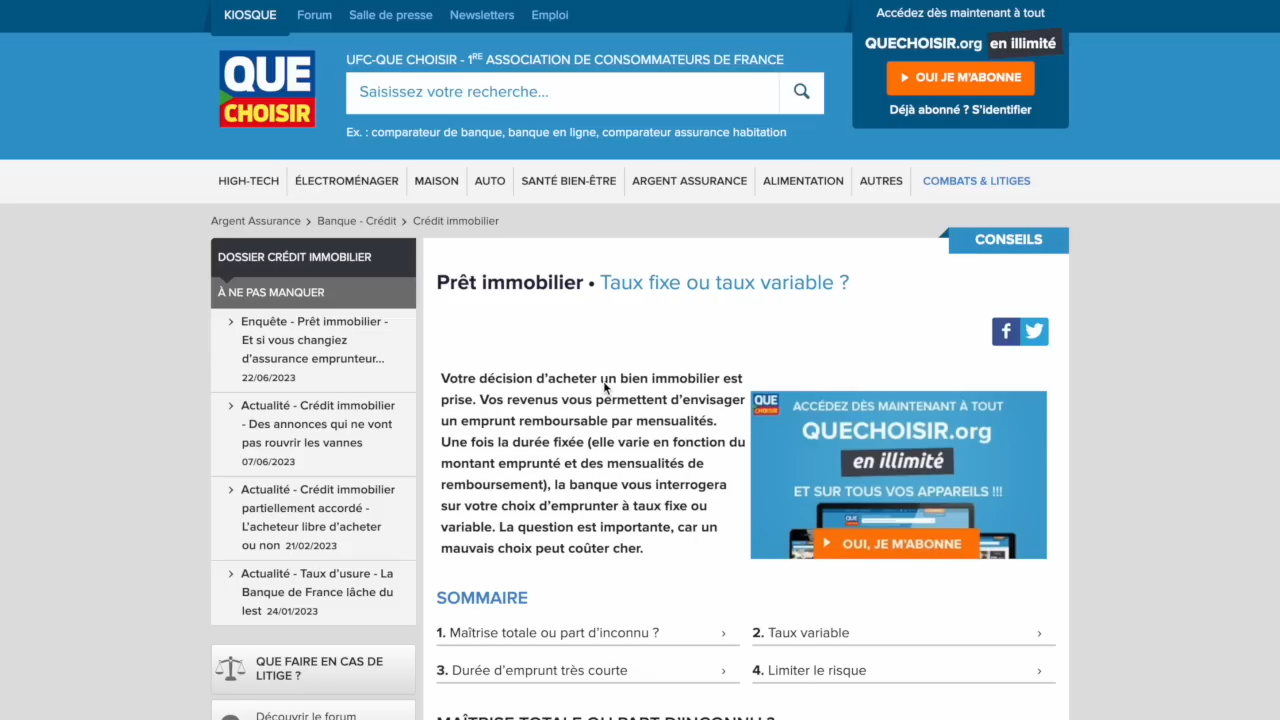 KIOSQUE Forum Salle de presse Newsletters Emploi
Accédez dès maintenant à tout
QUECHOISIR.org en illimité
OUI JE M'ABONNE
Déjà abonné ? S'identifier
QUE
CHOISIR
UFC-QUE CHOISIR - 1RE ASSOCIATION DE CONSOMMATEURS DE FRANCE
Saisissez votre recherche...
Ex. : comparateur de banque, banque en ligne, comparateur assurance habitation
HIGH-TECH ÉLECTROMÉNAGER MAISON AUTO SANTÉ BIEN-ÊTRE ARGENT ASSURANCE ALIMENTATION AUTRES COMBATS & LITIGES
Argent Assurance > Banque - Crédit > Crédit immobilier
DOSSIER CRÉDIT IMMOBILIER
À NE PAS MANQUER
Enquête - Prêt immobilier -
Et si vous changiez
d'assurance emprunteur...
22/06/2023
Actualité - Crédit immobilier
- Des annonces qui ne vont
pas rouvrir les vannes
07/06/2023
Actualité - Crédit immobilier
partiellement accordé -
L'acheteur libre d'acheter
ou non 21/02/2023
Actualité - Taux d'usure - La
Banque de France lâche du
lest 24/01/2023
QUE FAIRE EN CAS DE
LITIGE ?
Découvrir le forum
CONSEILS
Prêt immobilier • Taux fixe ou taux variable ?
Votre décision d'acheter un bien immobilier est
prise. Vos revenus vous permettent d'envisager
un emprunt remboursable par mensualités.
Une fois la durée fixée (elle varie en fonction du
montant emprunté et des mensualités de
remboursement), la banque vous interrogera
sur votre choix d'emprunter à taux fixe ou
variable. La question est importante, car un
mauvais choix peut coûter cher.
QUE
CHOISIR
ACCÉDEZ DÈS MAINTENANT À TOUT
QUECHOISIR.org
en illimité
ET SUR TOUS VOS APPAREILS !!!
OUI, JE M'ABONNE
SOMMAIRE
1. Maîtrise totale ou part d'inconnu ?
2. Taux variable
3. Durée d'emprunt très courte
4. Limiter le risque
MAÎTRISE TOTALE OU PART D'INCONNU ?